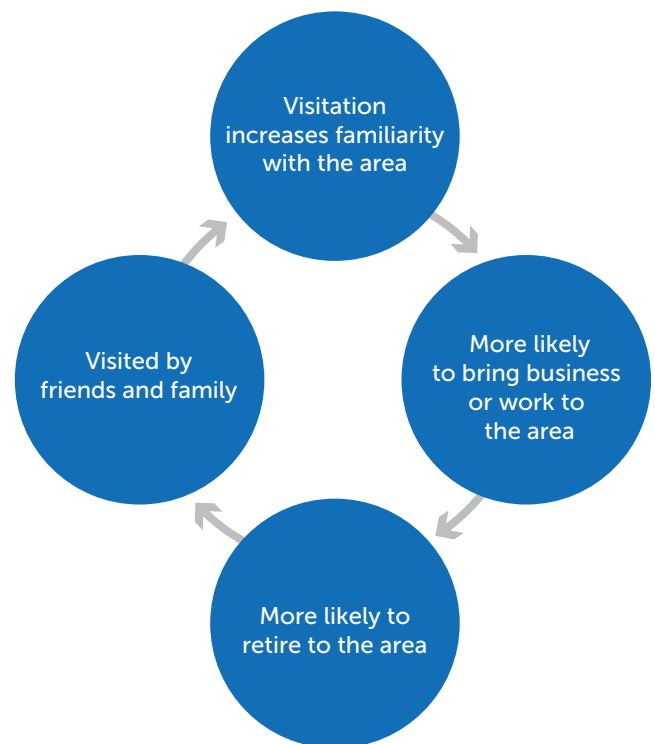 Visitation
increases familiarity
with the area
More likely
to bring business
or work to
the area
More likely to
retire to the area
Visited by
friends and family